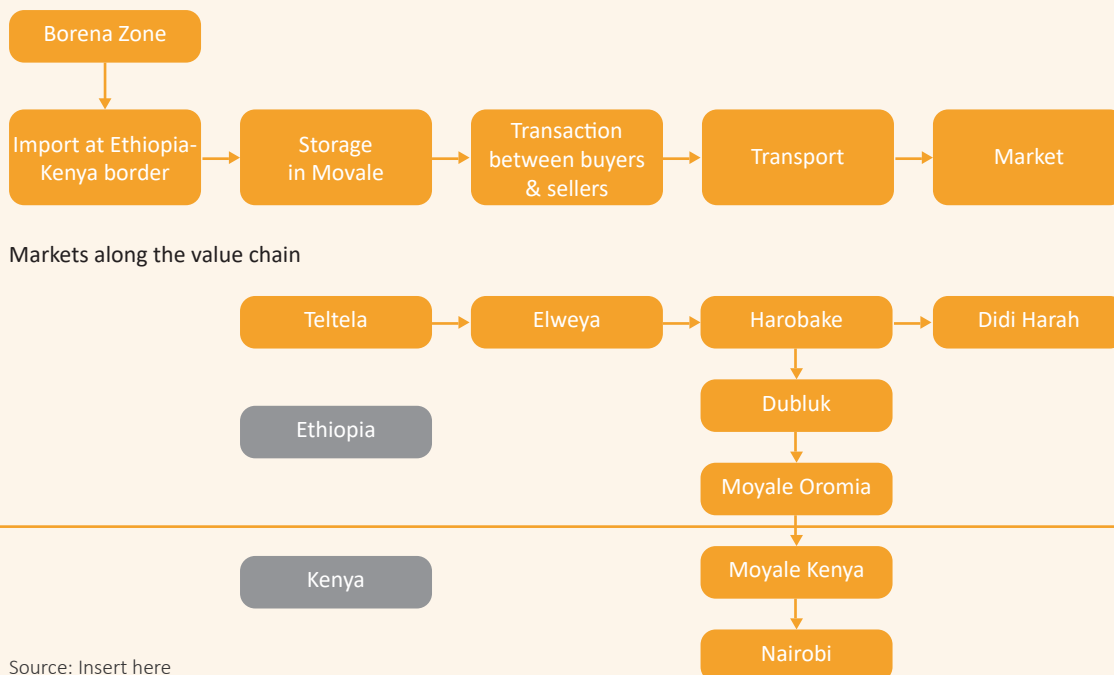 Borena Zone
Import at Ethiopia-
Kenya border
Storage
in Movale
Transaction
between buyers
& sellers
Transport
Market
Markets along the value chain
Teltela
Elweya
Harobake
Didi Harah
Dubluk
Ethiopia
Moyale Oromia
Moyale Kenya
Kenya
Nairobi
Source: Insert here